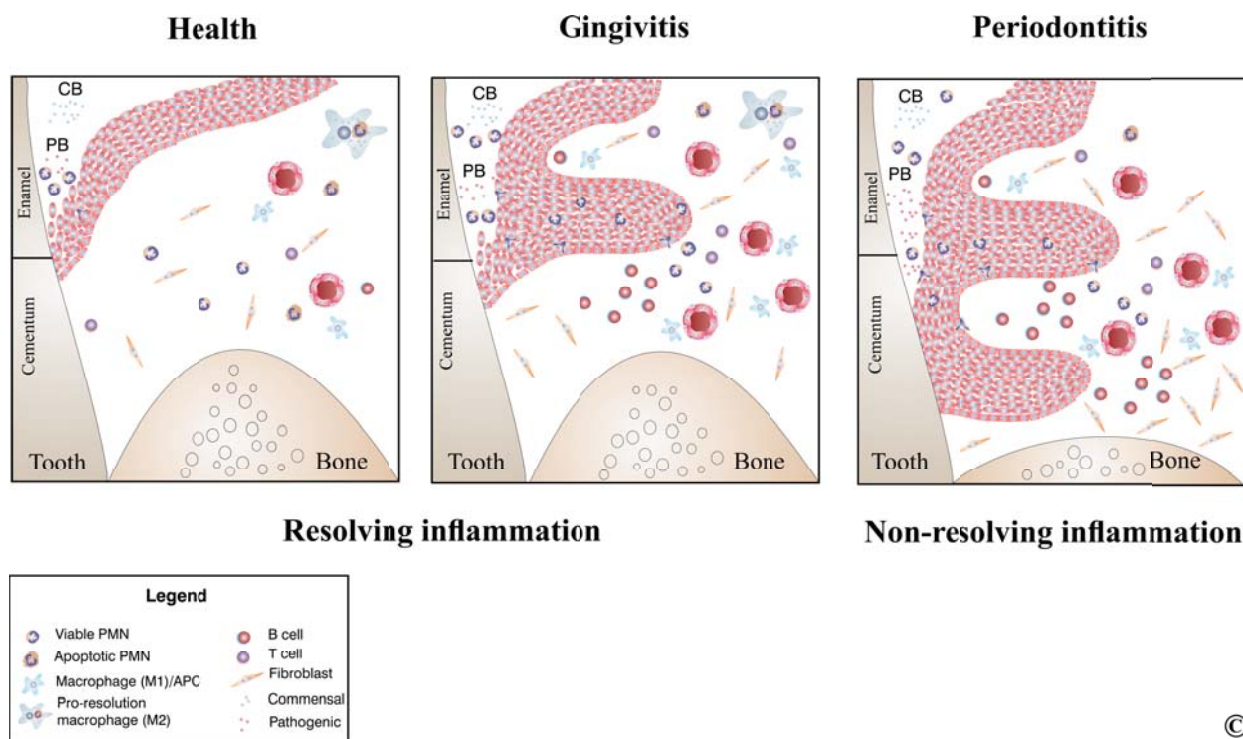 Health
Gingivitis
Periodontitis
CB
PB
Enamel
Cementum
Tooth
Bone
CB
PB
Enamel
Cementum
Tooth
Bone
CB
PB
Enamel
Cementum
Tooth
Bone
Resolving inflammation
Non-resolving inflammation
Legend
Viable PMN
Apoptotic PMN
Macrophage (M1)/APC
Pro-resolution
macrophage (M2)
B cell
T cell
Fibroblast
Commensal
Pathogenic
©